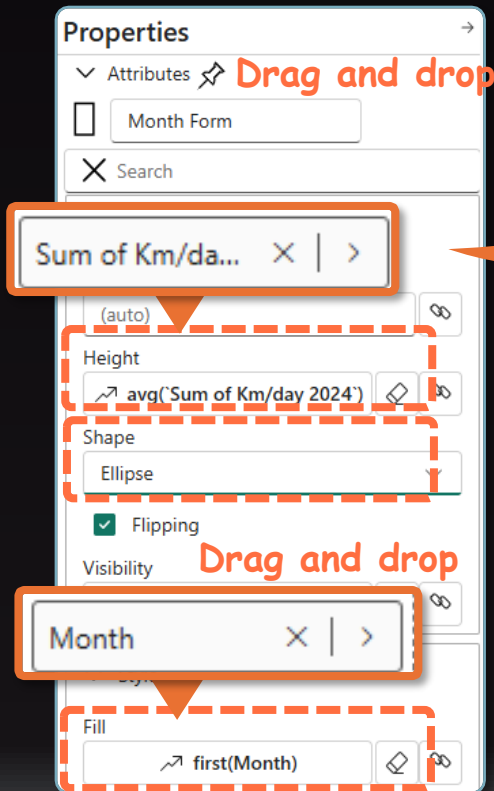 Properties
Attributes
Drag and drop
Month Form
Search
Sum of Km/da...
(auto)
Height
avg(`Sum of Km/day 2024`)
Shape
Ellipse
Flipping
Drag and drop
Visibility
Month
Fill
first(Month)